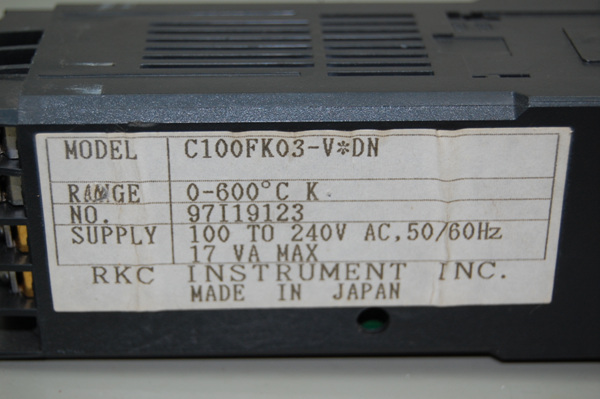 MODEL C100FK03-V*DN
RANGE 0-600°C K
NO. 97I19123
SUPPLY 100 TO 240V AC,50/60Hz
17 VA MAX
RKC INSTRUMENT INC.
MADE IN JAPAN